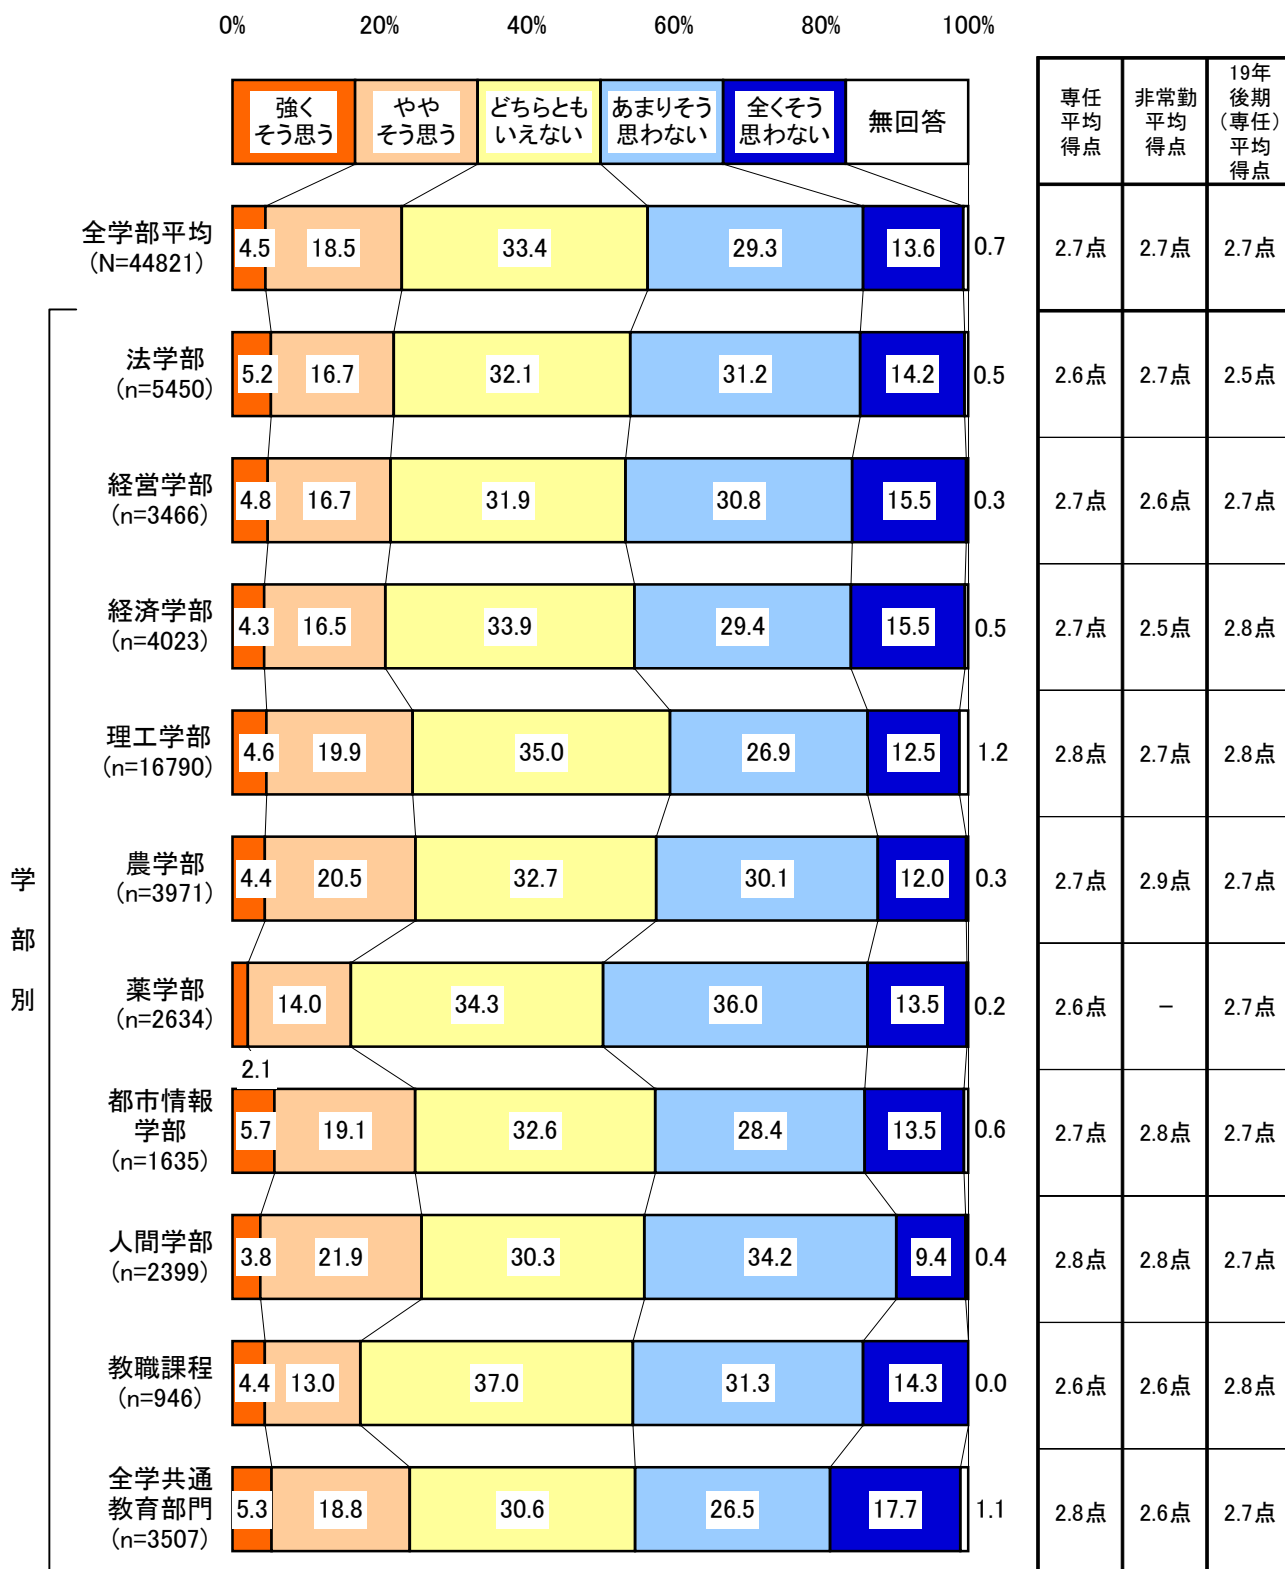 0% 20% 40% 60% 80% 100%
強く
そう思う
やや
そう思う
どちらとも
いえない
あまりそう
思わない
全くそう
思わない
無回答
専任
平均
得点
非常勤
平均
得点
19年
後期
（専任）
平均
得点
全学部平均
(N=44821)
4.5 18.5 33.4 29.3 13.6 0.7 2.7点 2.7点 2.7点
学部別
法学部
(n=5450)
5.2 16.7 32.1 31.2 14.2 0.5 2.6点 2.7点 2.5点
経営学部
(n=3466)
4.8 16.7 31.9 30.8 15.5 0.3 2.7点 2.6点 2.7点
経済学部
(n=4023)
4.3 16.5 33.9 29.4 15.5 0.5 2.7点 2.5点 2.8点
理工学部
(n=16790)
4.6 19.9 35.0 26.9 12.5 1.2 2.8点 2.7点 2.8点
農学部
(n=3971)
4.4 20.5 32.7 30.1 12.0 0.3 2.7点 2.9点 2.7点
薬学部
(n=2634)
2.1 14.0 34.3 36.0 13.5 0.2 2.6点 － 2.7点
都市情報
学部
(n=1635)
5.7 19.1 32.6 28.4 13.5 0.6 2.7点 2.8点 2.7点
人間学部
(n=2399)
3.8 21.9 30.3 34.2 9.4 0.4 2.8点 2.8点 2.7点
教職課程
(n=946)
4.4 13.0 37.0 31.3 14.3 0.0 2.6点 2.6点 2.8点
全学共通
教育部門
(n=3507)
5.3 18.8 30.6 26.5 17.7 1.1 2.8点 2.6点 2.7点